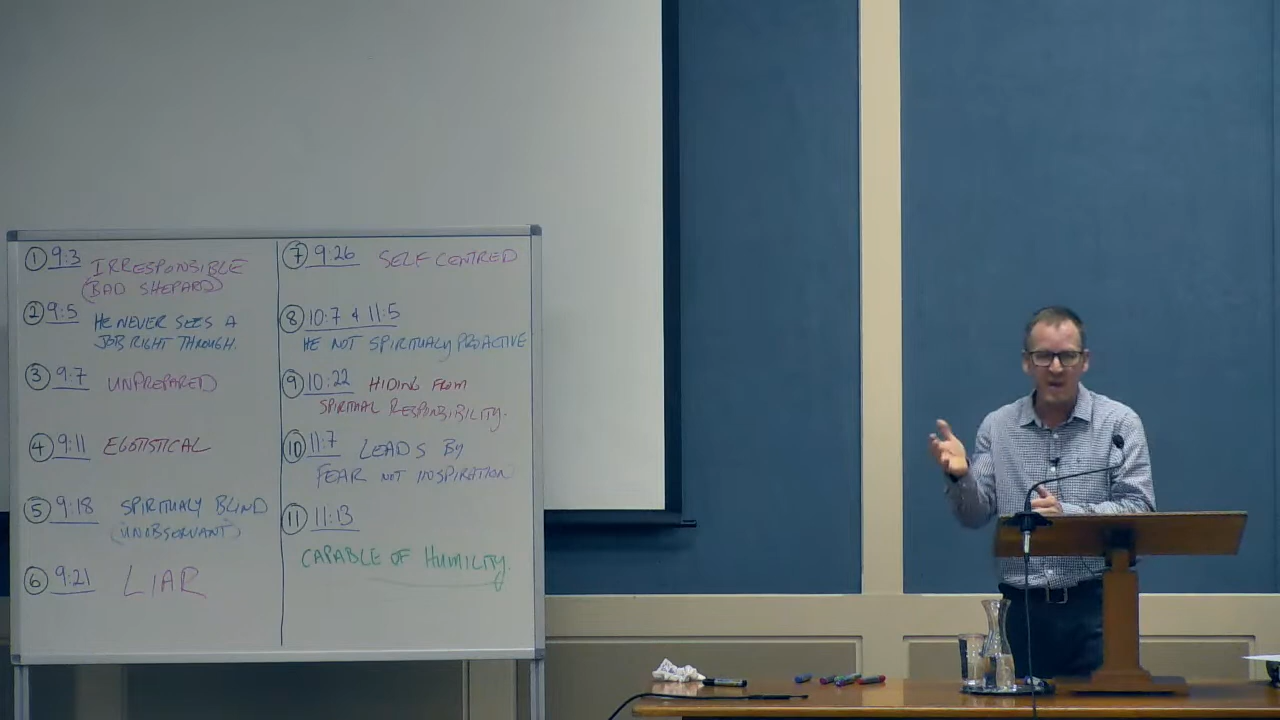 ① 9:3 IRRESPONSIBLE
(BAD SHEPARD)
② 9:5 HE NEVER SEES A
JOB RIGHT THROUGH.
③ 9:7 UNPREPARED
④ 9:11 EGOTISTICAL
⑤ 9:18 SPIRITUALY BLIND
(UNOBSERVANT)
⑥ 9:21 LIAR
⑦ 9:26 SELF CENTRED
⑧ 10:7 & 11:5
HE NOT SPIRITUALY PROACTIVE
⑨ 10:22 HIDING FROM
SPIRITUAL RESPONSIBILITY.
⑩ 11:7 LEADS BY
FEAR NOT INSPIRATION
⑪ 11:13
CAPABLE OF HUMILITY.